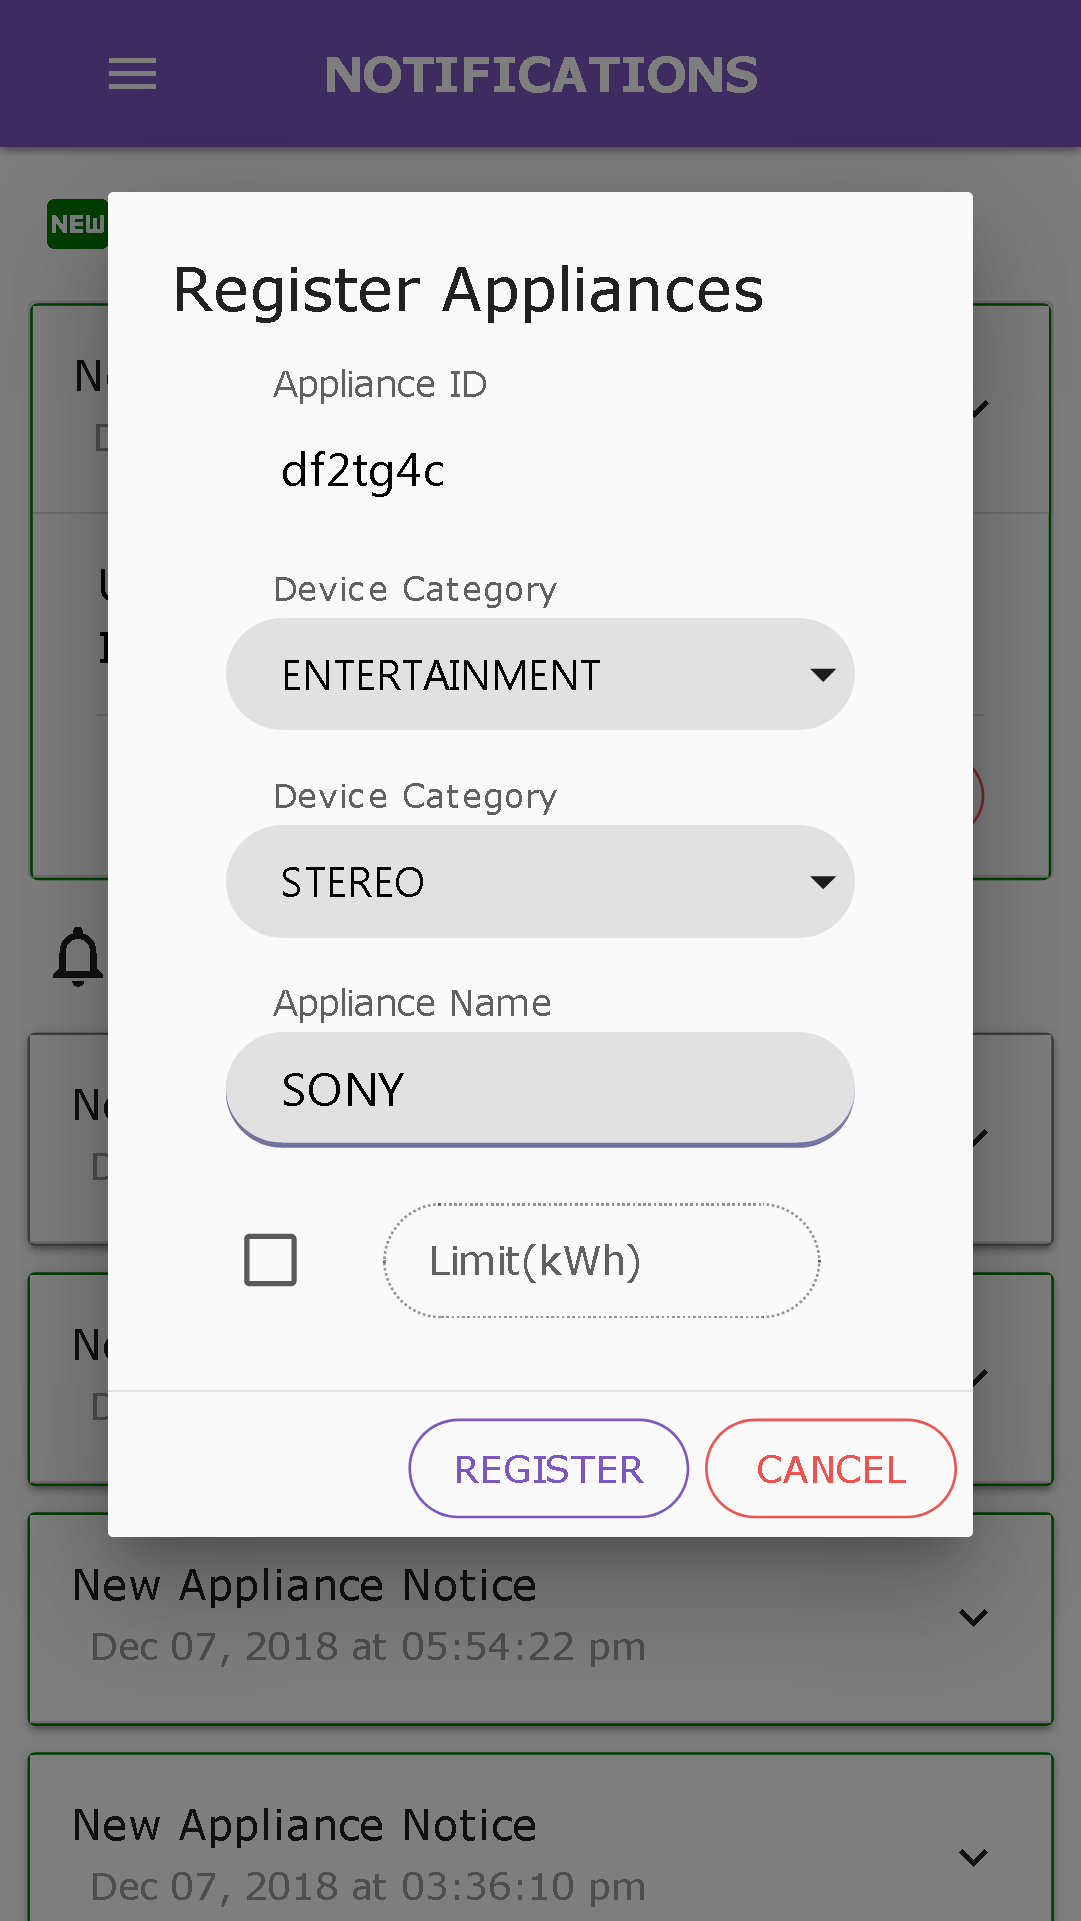 NOTIFICATIONS
NEW
Register Appliances
Appliance ID
df2tg4c
Device Category
ENTERTAINMENT
Device Category
STEREO
Appliance Name
SONY
Limit(kWh)
REGISTER
CANCEL
New Appliance Notice
Dec 07, 2018 at 05:54:22 pm
New Appliance Notice
Dec 07, 2018 at 03:36:10 pm